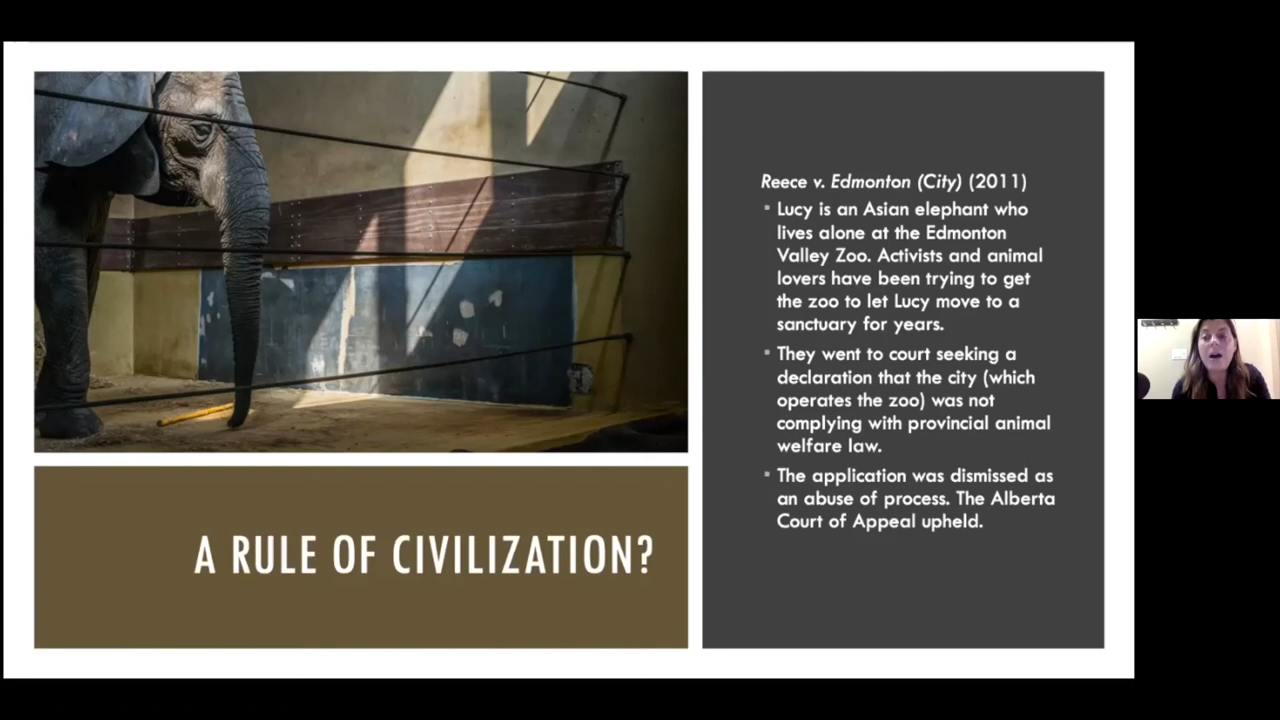 A RULE OF CIVILIZATION?
Reece v. Edmonton (City) (2011)
▪ Lucy is an Asian elephant who
lives alone at the Edmonton
Valley Zoo. Activists and animal
lovers have been trying to get
the zoo to let Lucy move to a
sanctuary for years.
▪ They went to court seeking a
declaration that the city (which
operates the zoo) was not
complying with provincial animal
welfare law.
▪ The application was dismissed as
an abuse of process. The Alberta
Court of Appeal upheld.